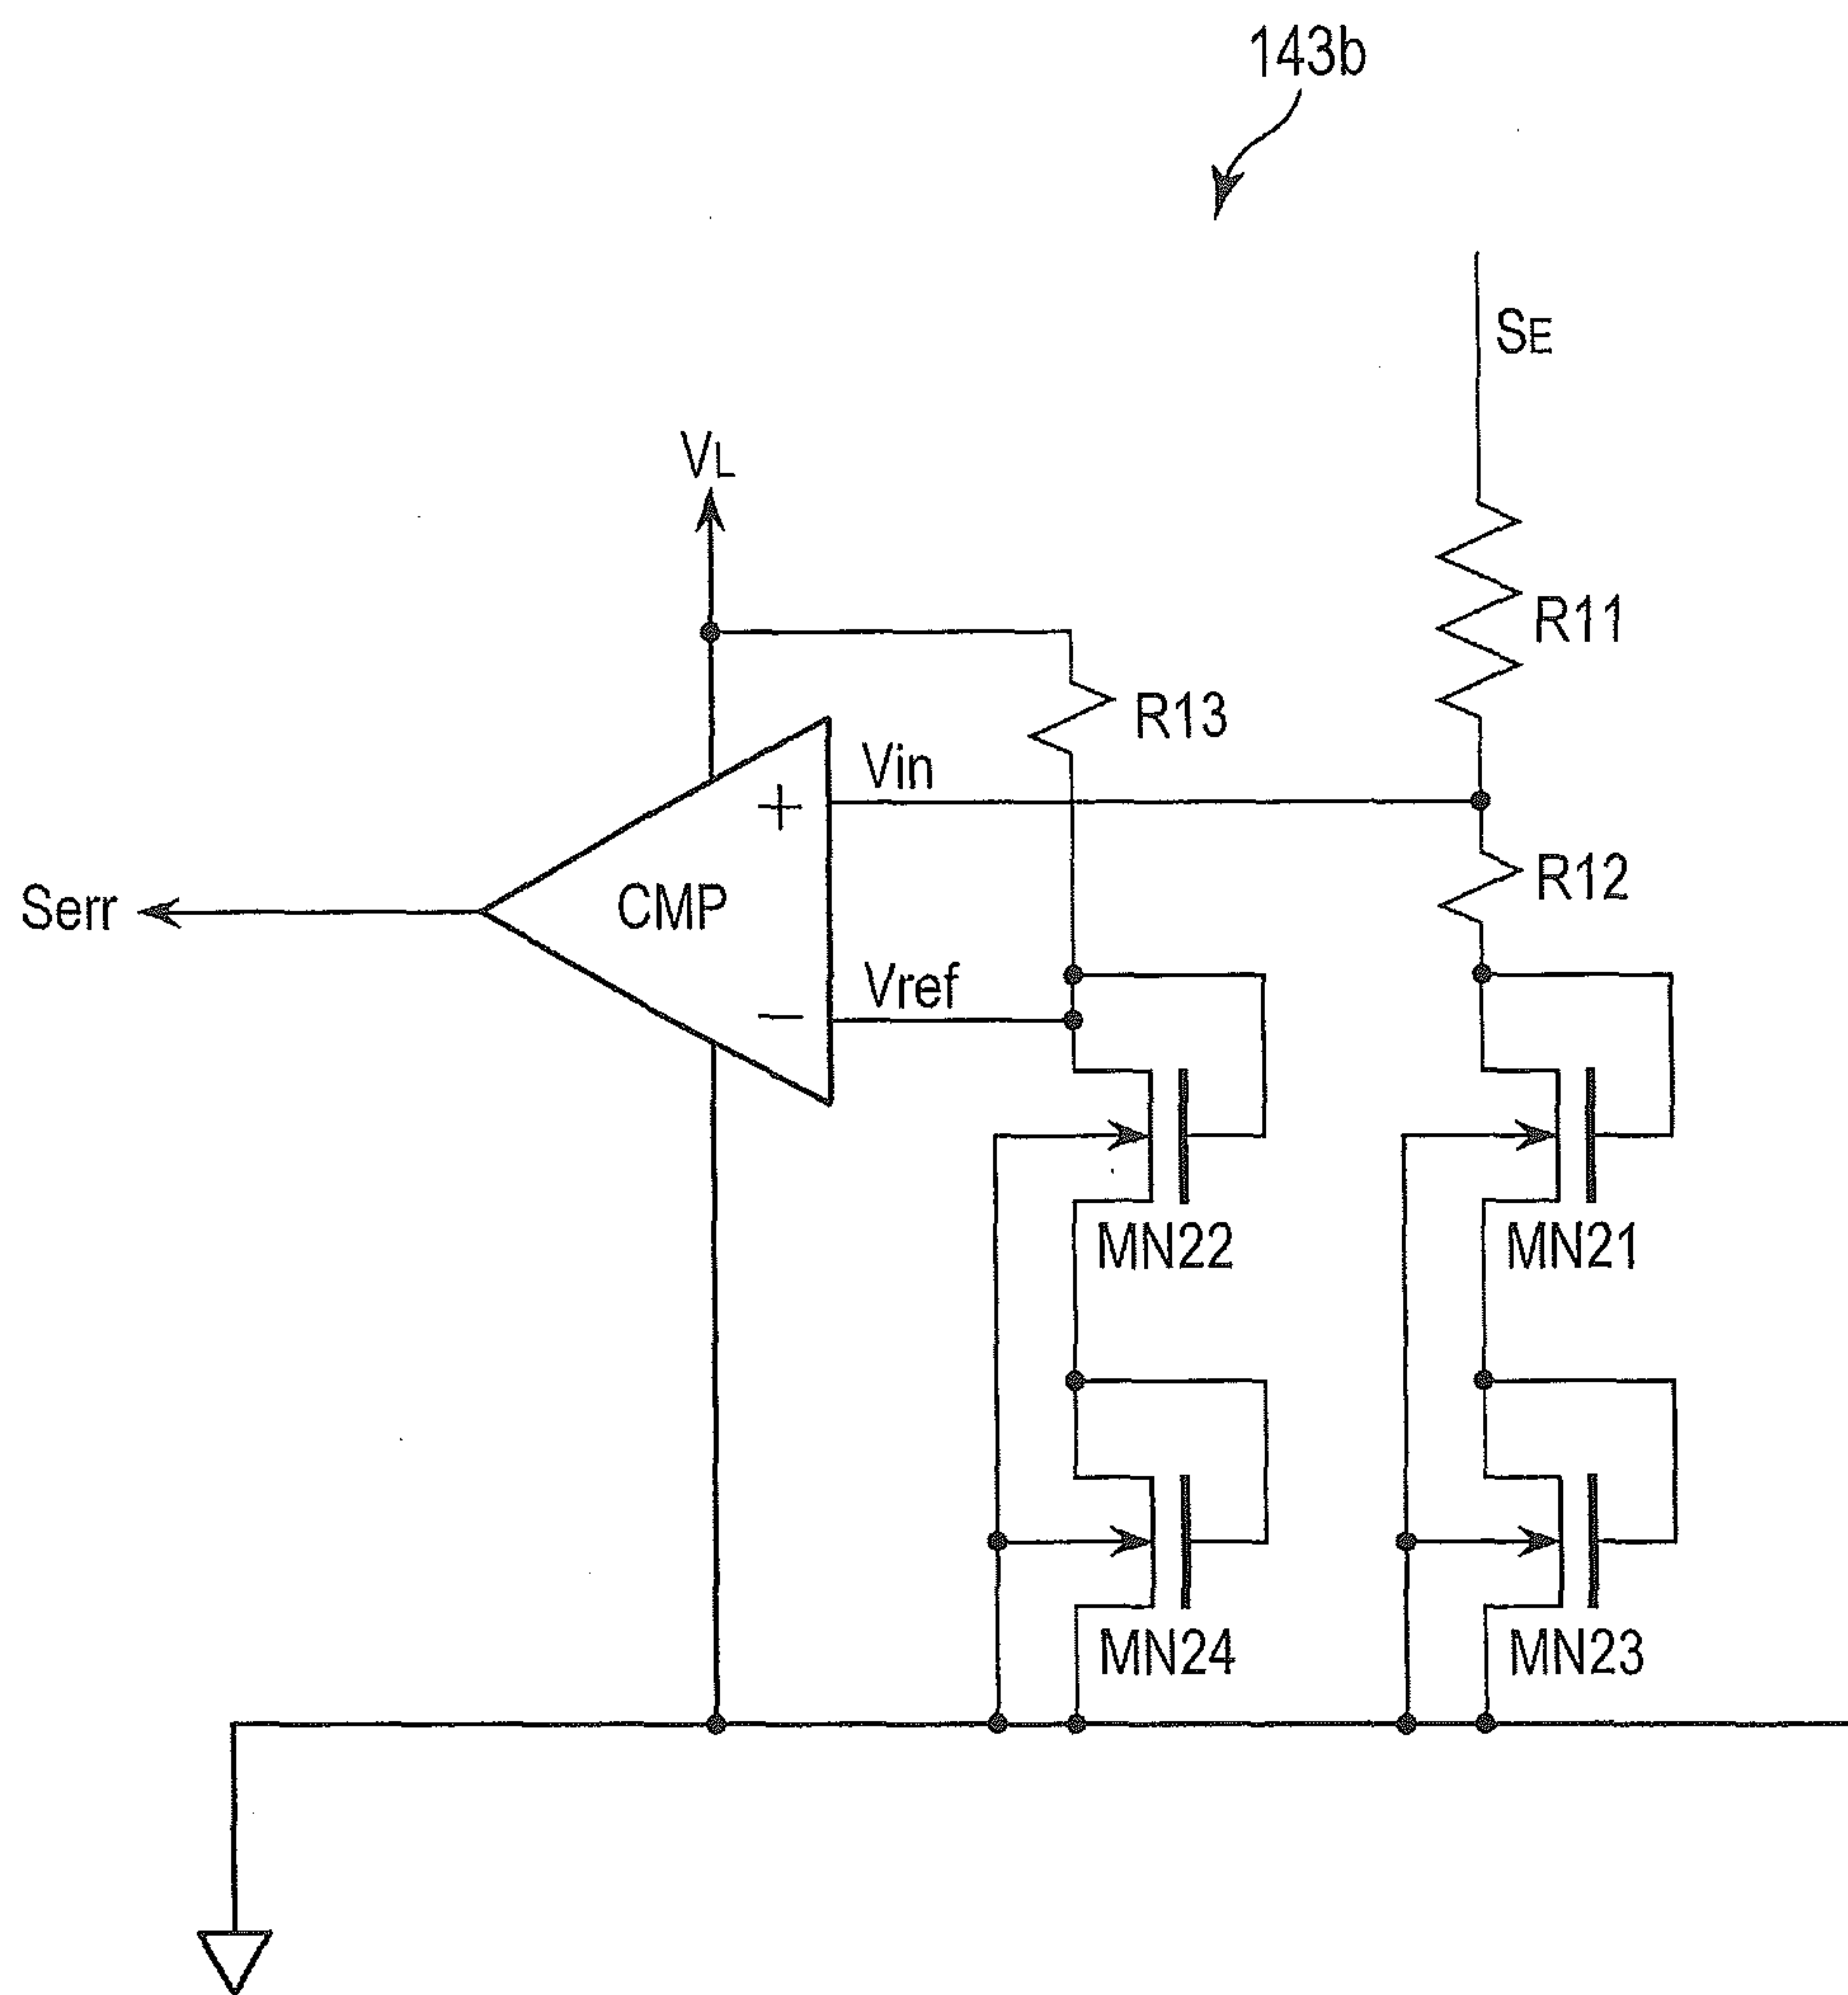 143b
SE
VL
R11
R13
Vin
+
R12
CMP
Serr
Vref
−
MN22
MN21
MN24
MN23